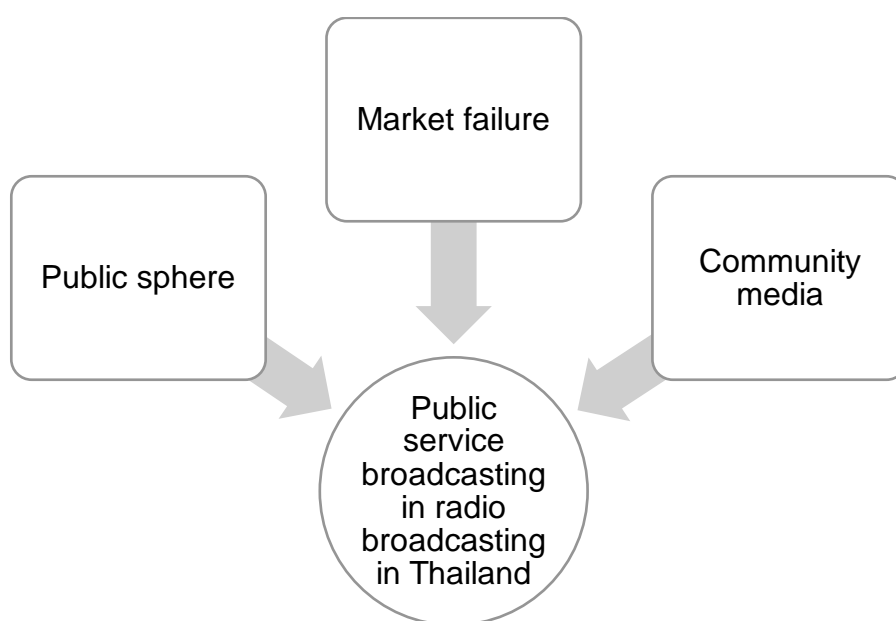 Market failure
Public sphere
Community
media
Public
service
broadcasting
in radio
broadcasting
in Thailand